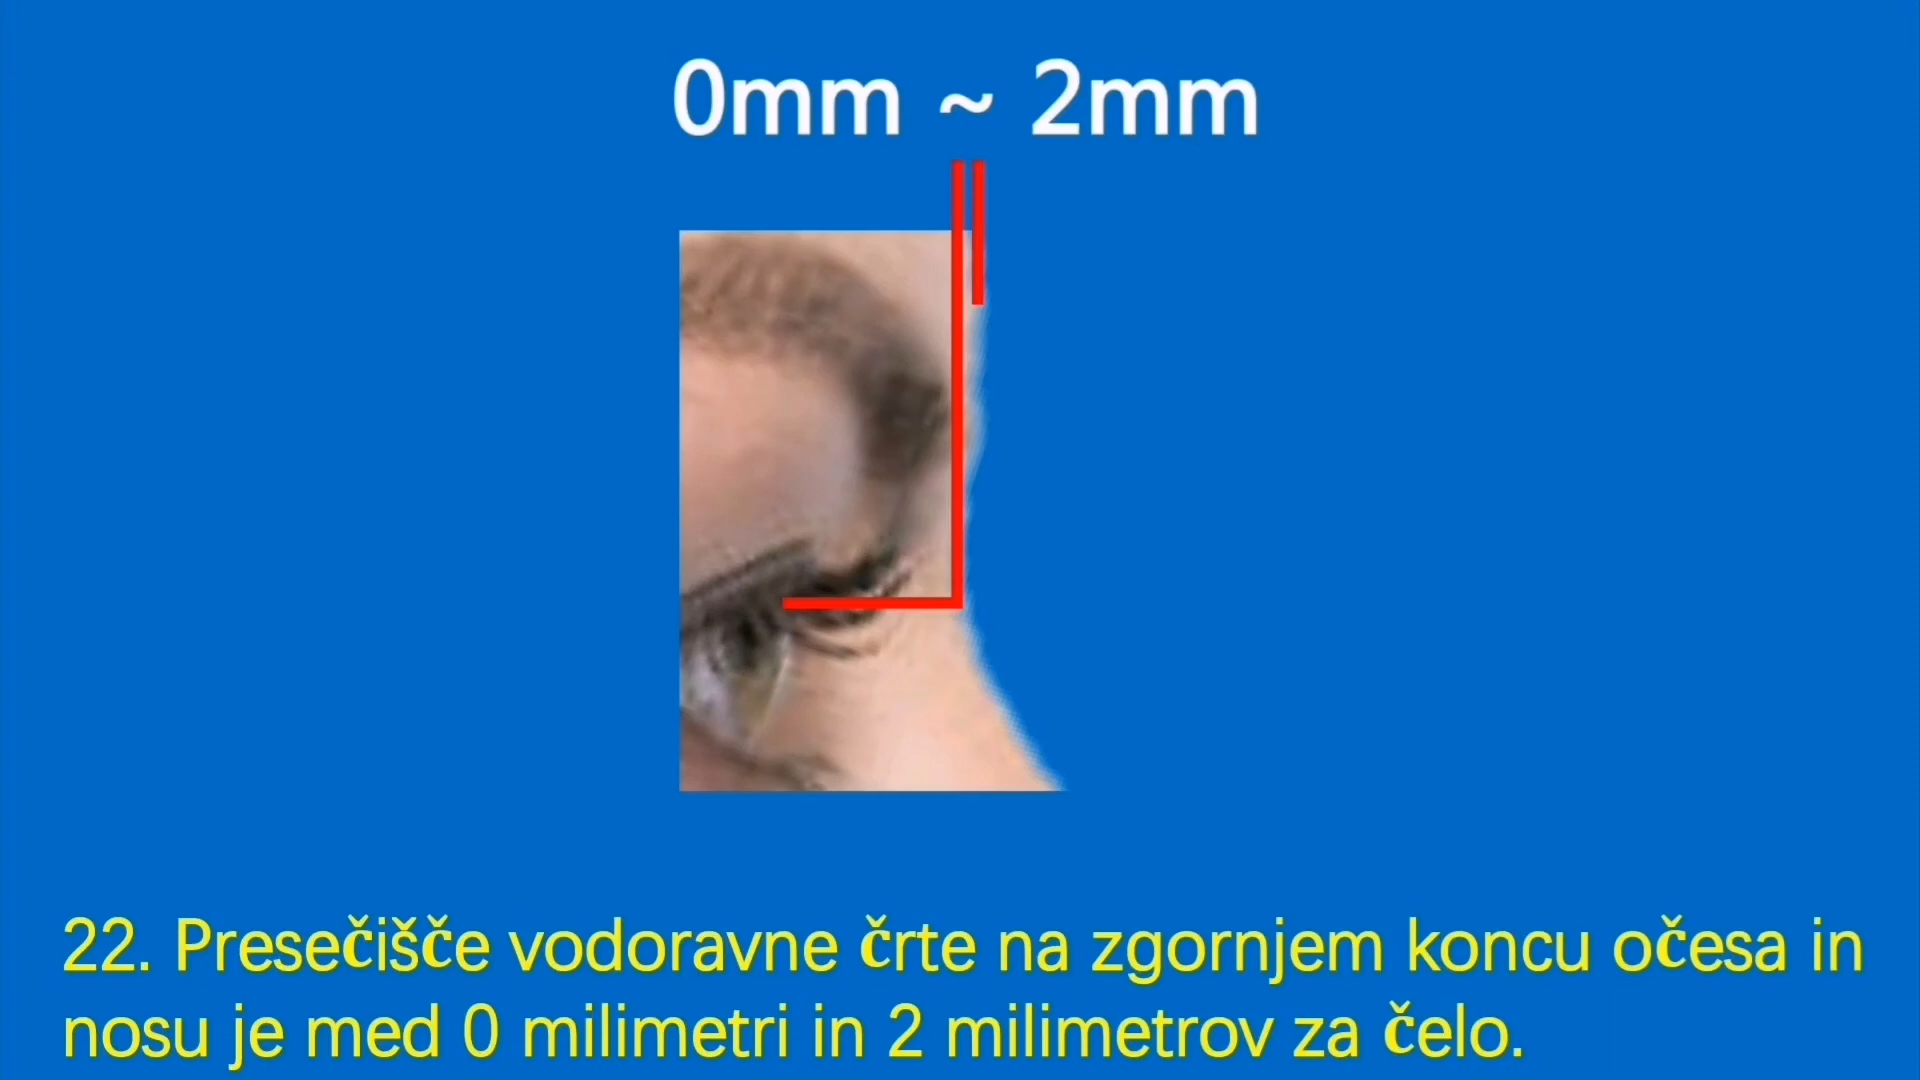 0mm ~ 2mm
22. Presečišče vodoravne črte na zgornjem koncu očesa in
nosu je med 0 milimetri in 2 milimetrov za čelo.